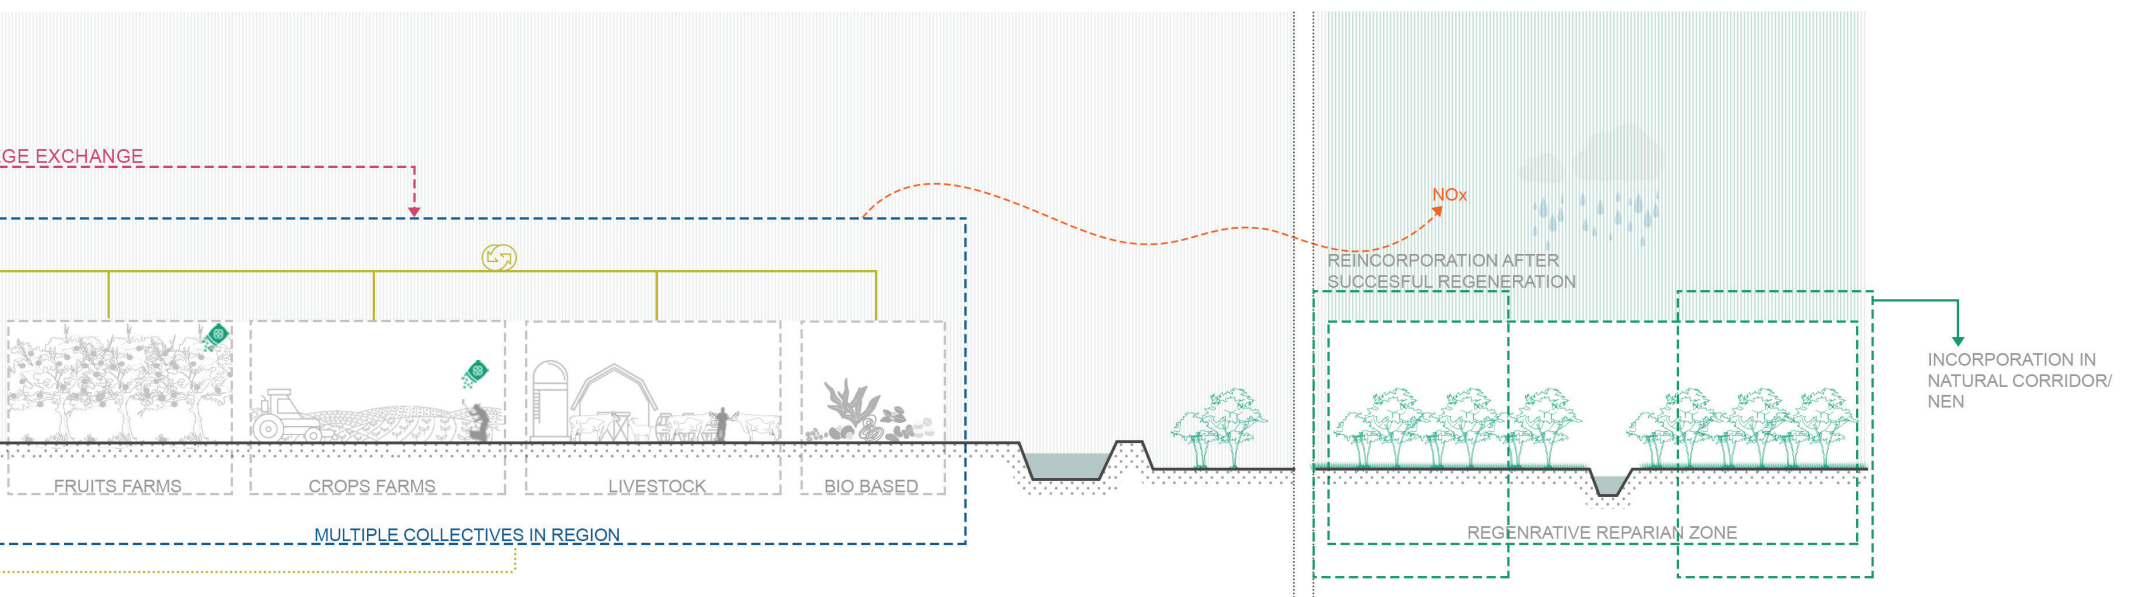 GE EXCHANGE
NOx
REINCORPORATION AFTER
SUCCESFUL REGENERATION
INCORPORATION IN
NATURAL CORRIDOR/
NEN
FRUITS FARMS
CROPS FARMS
LIVESTOCK
BIO BASED
MULTIPLE COLLECTIVES IN REGION
REGENRATIVE REPARIAN ZONE